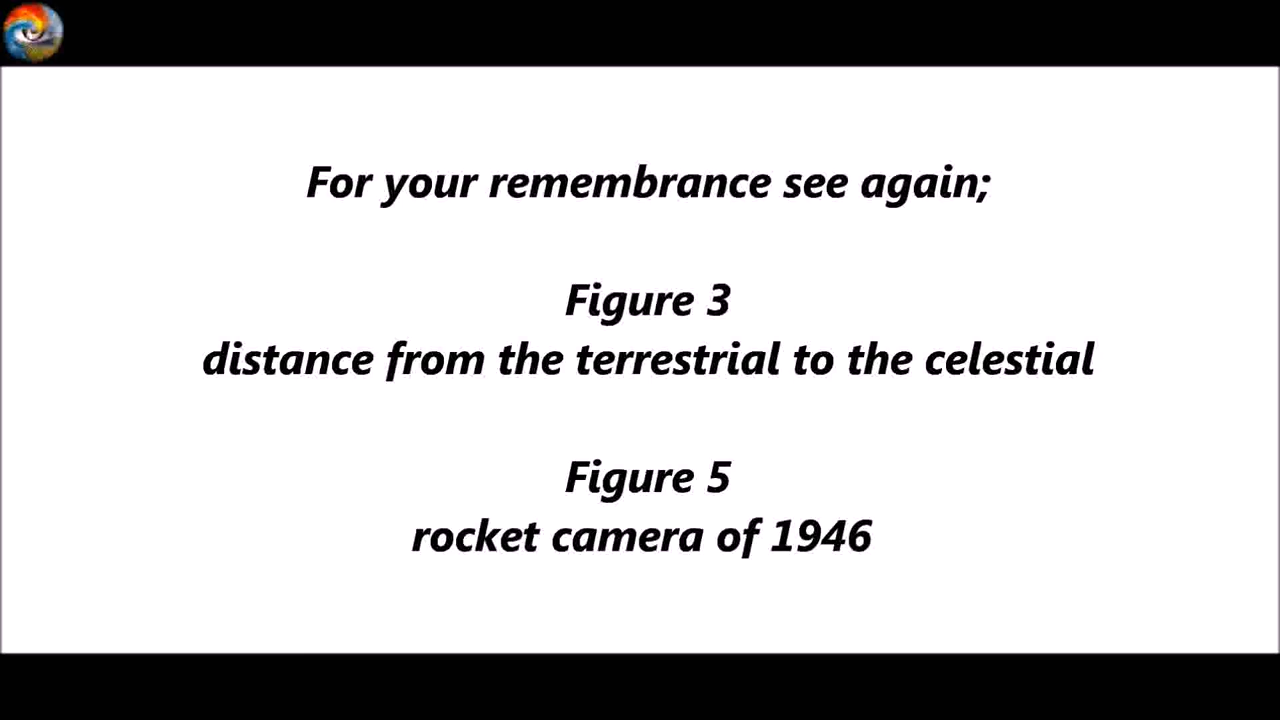 For your remembrance see again;
Figure 3
distance from the terrestrial to the celestial
Figure 5
rocket camera of 1946